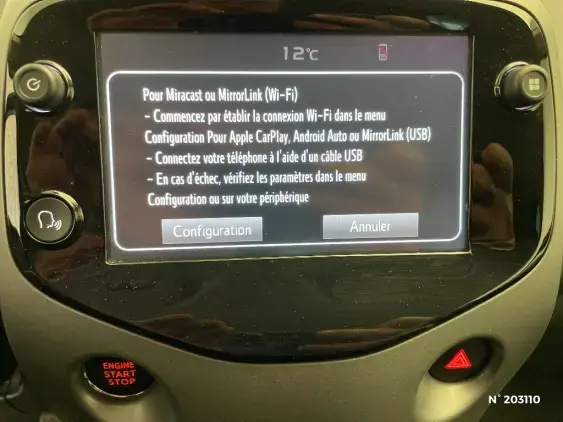 12°C
Pour Miracast ou MirrorLink (Wi-Fi)
- Commencez par établir la connexion Wi-Fi dans le menu
Configuration Pour Apple CarPlay, Android Auto ou MirrorLink (USB)
- Connectez votre téléphone à l'aide d'un câble USB
- En cas d'échec, vérifiez les paramètres dans le menu
Configuration ou sur votre périphérique
Configuration Annuler
ENGINE
START
STOP
N° 203110